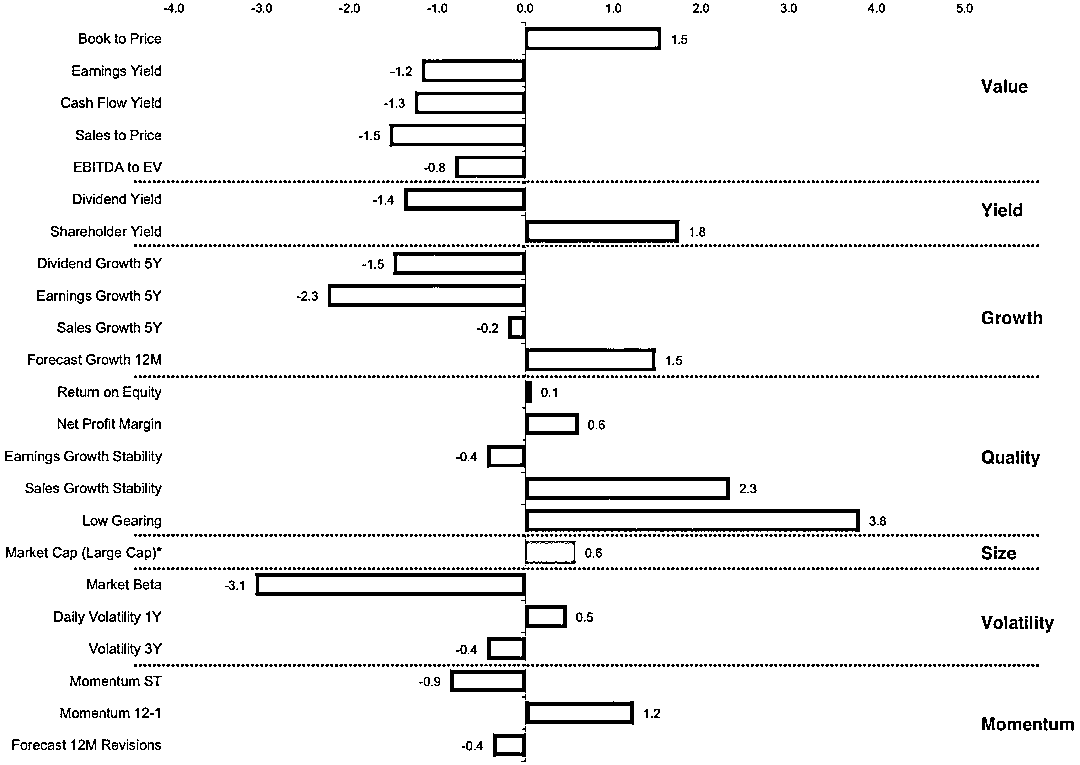 -4.0 -3.0 -2.0 -1.0 0.0 1.0 2.0 3.0 4.0 5.0
Book to Price 1.5
Earnings Yield -1.2
Value
Cash Flow Yield -1.3
Sales to Price -1.5
EBITDA to EV -0.8
Dividend Yield -1.4
Yield
Shareholder Yield 1.8
Dividend Growth 5Y -1.5
Earnings Growth 5Y -2.3
Growth
Sales Growth 5Y -0.2
Forecast Growth 12M 1.5
Return on Equity 0.1
Net Profit Margin 0.6
Earnings Growth Stability -0.4
Quality
Sales Growth Stability 2.3
Low Gearing 3.8
Market Cap (Large Cap)* 0.6
Size
Market Beta -3.1
Daily Volatility 1Y 0.5
Volatility
Volatility 3Y -0.4
Momentum ST -0.9
Momentum 12-1 1.2
Momentum
Forecast 12M Revisions -0.4